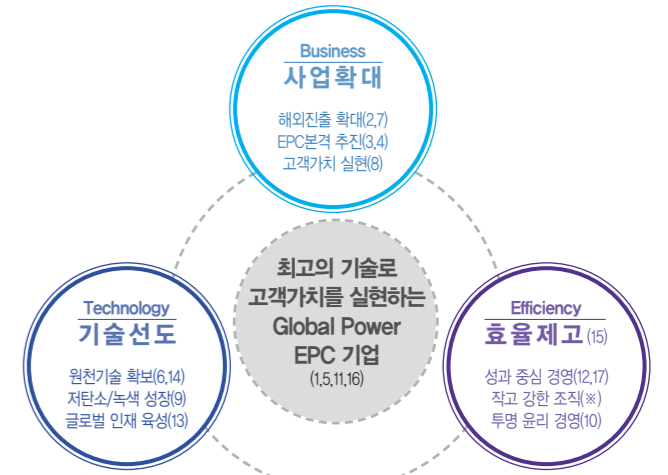 Business
사업확대
해외진출 확대(2,7)
EPC본격 추진(3,4)
고객가치 실현(8)
최고의 기술로
고객가치를 실현하는
Global Power
EPC 기업
(1,5,11,16)
Technology
기술선도
원천기술 확보(6,14)
저탄소/녹색 성장(9)
글로벌 인재 육성(13)
Efficiency
효율제고(15)
성과 중심 경영(12,17)
작고 강한 조직(※)
투명 윤리 경영(10)